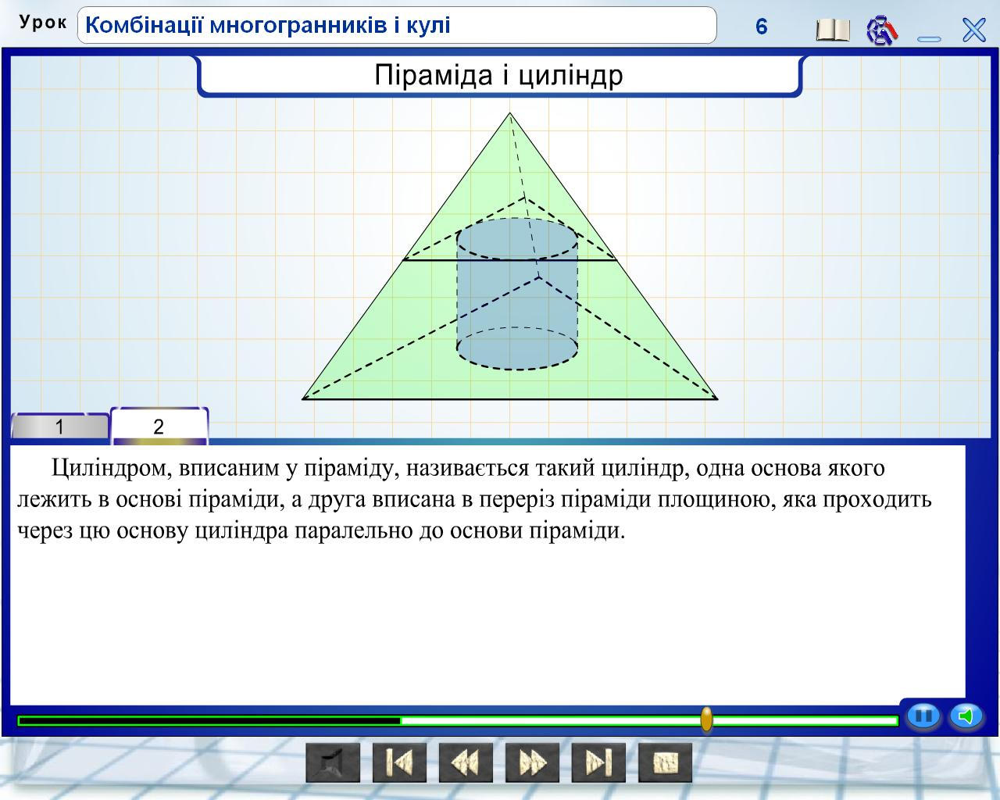 Урок
Комбінації многогранників і кулі
6
Піраміда і циліндр
1
2
Циліндром, вписаним у піраміду, називається такий циліндр, одна основа якого
лежить в основі піраміди, а друга вписана в переріз піраміди площиною, яка проходить
через цю основу циліндра паралельно до основи піраміди.